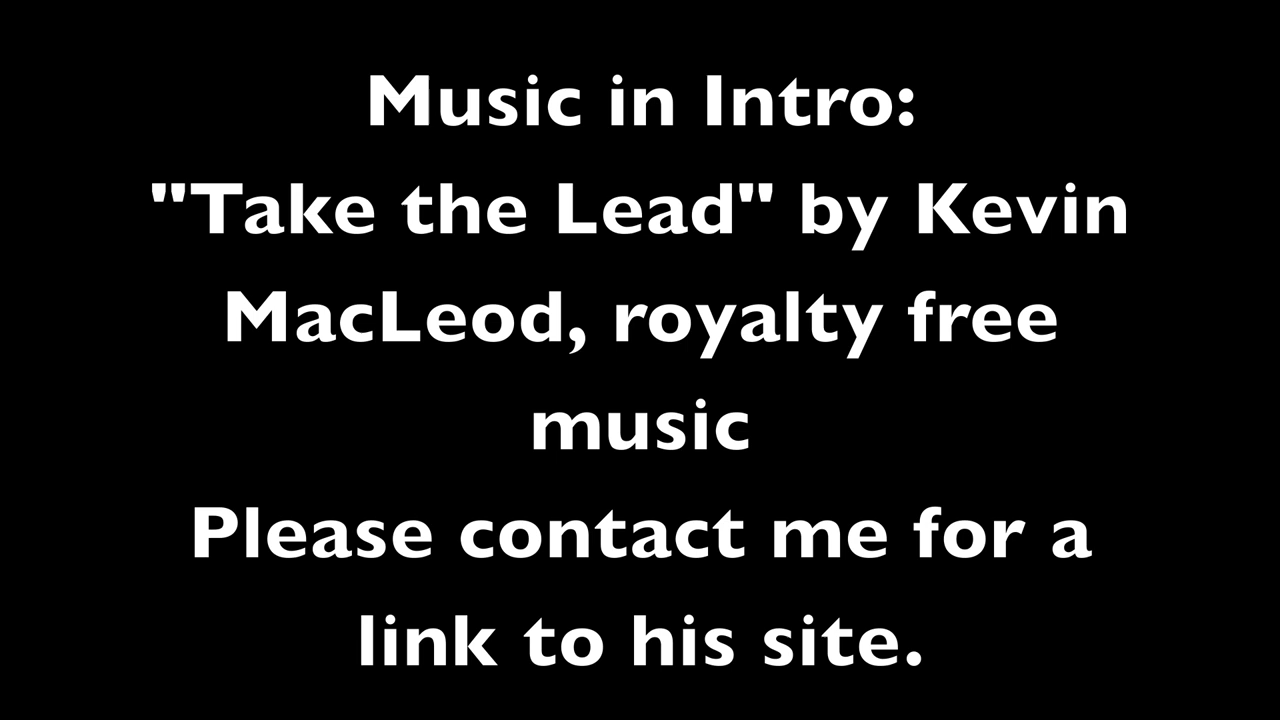 Music in Intro:
"Take the Lead" by Kevin
MacLeod, royalty free
music
Please contact me for a
link to his site.